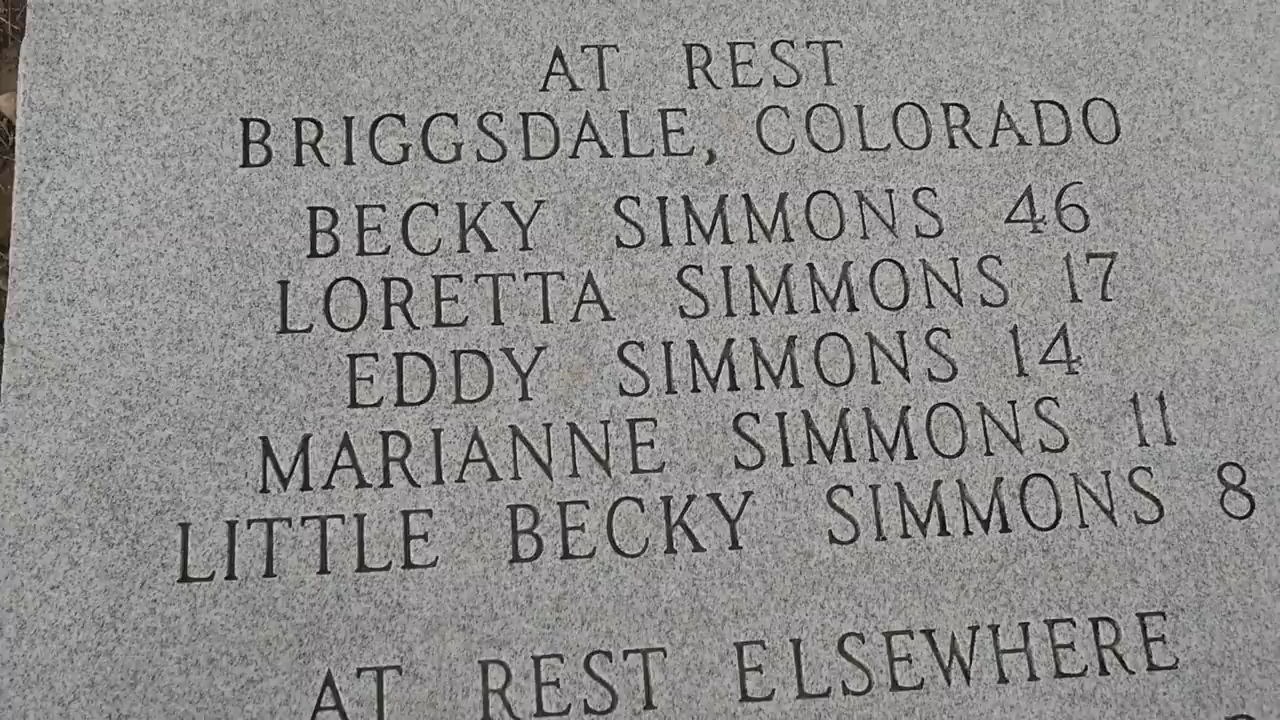 AT REST
BRIGGSDALE, COLORADO
BECKY SIMMONS 46
LORETTA SIMMONS 17
EDDY SIMMONS 14
MARIANNE SIMMONS 11
LITTLE BECKY SIMMONS 8
AT REST ELSEWHERE